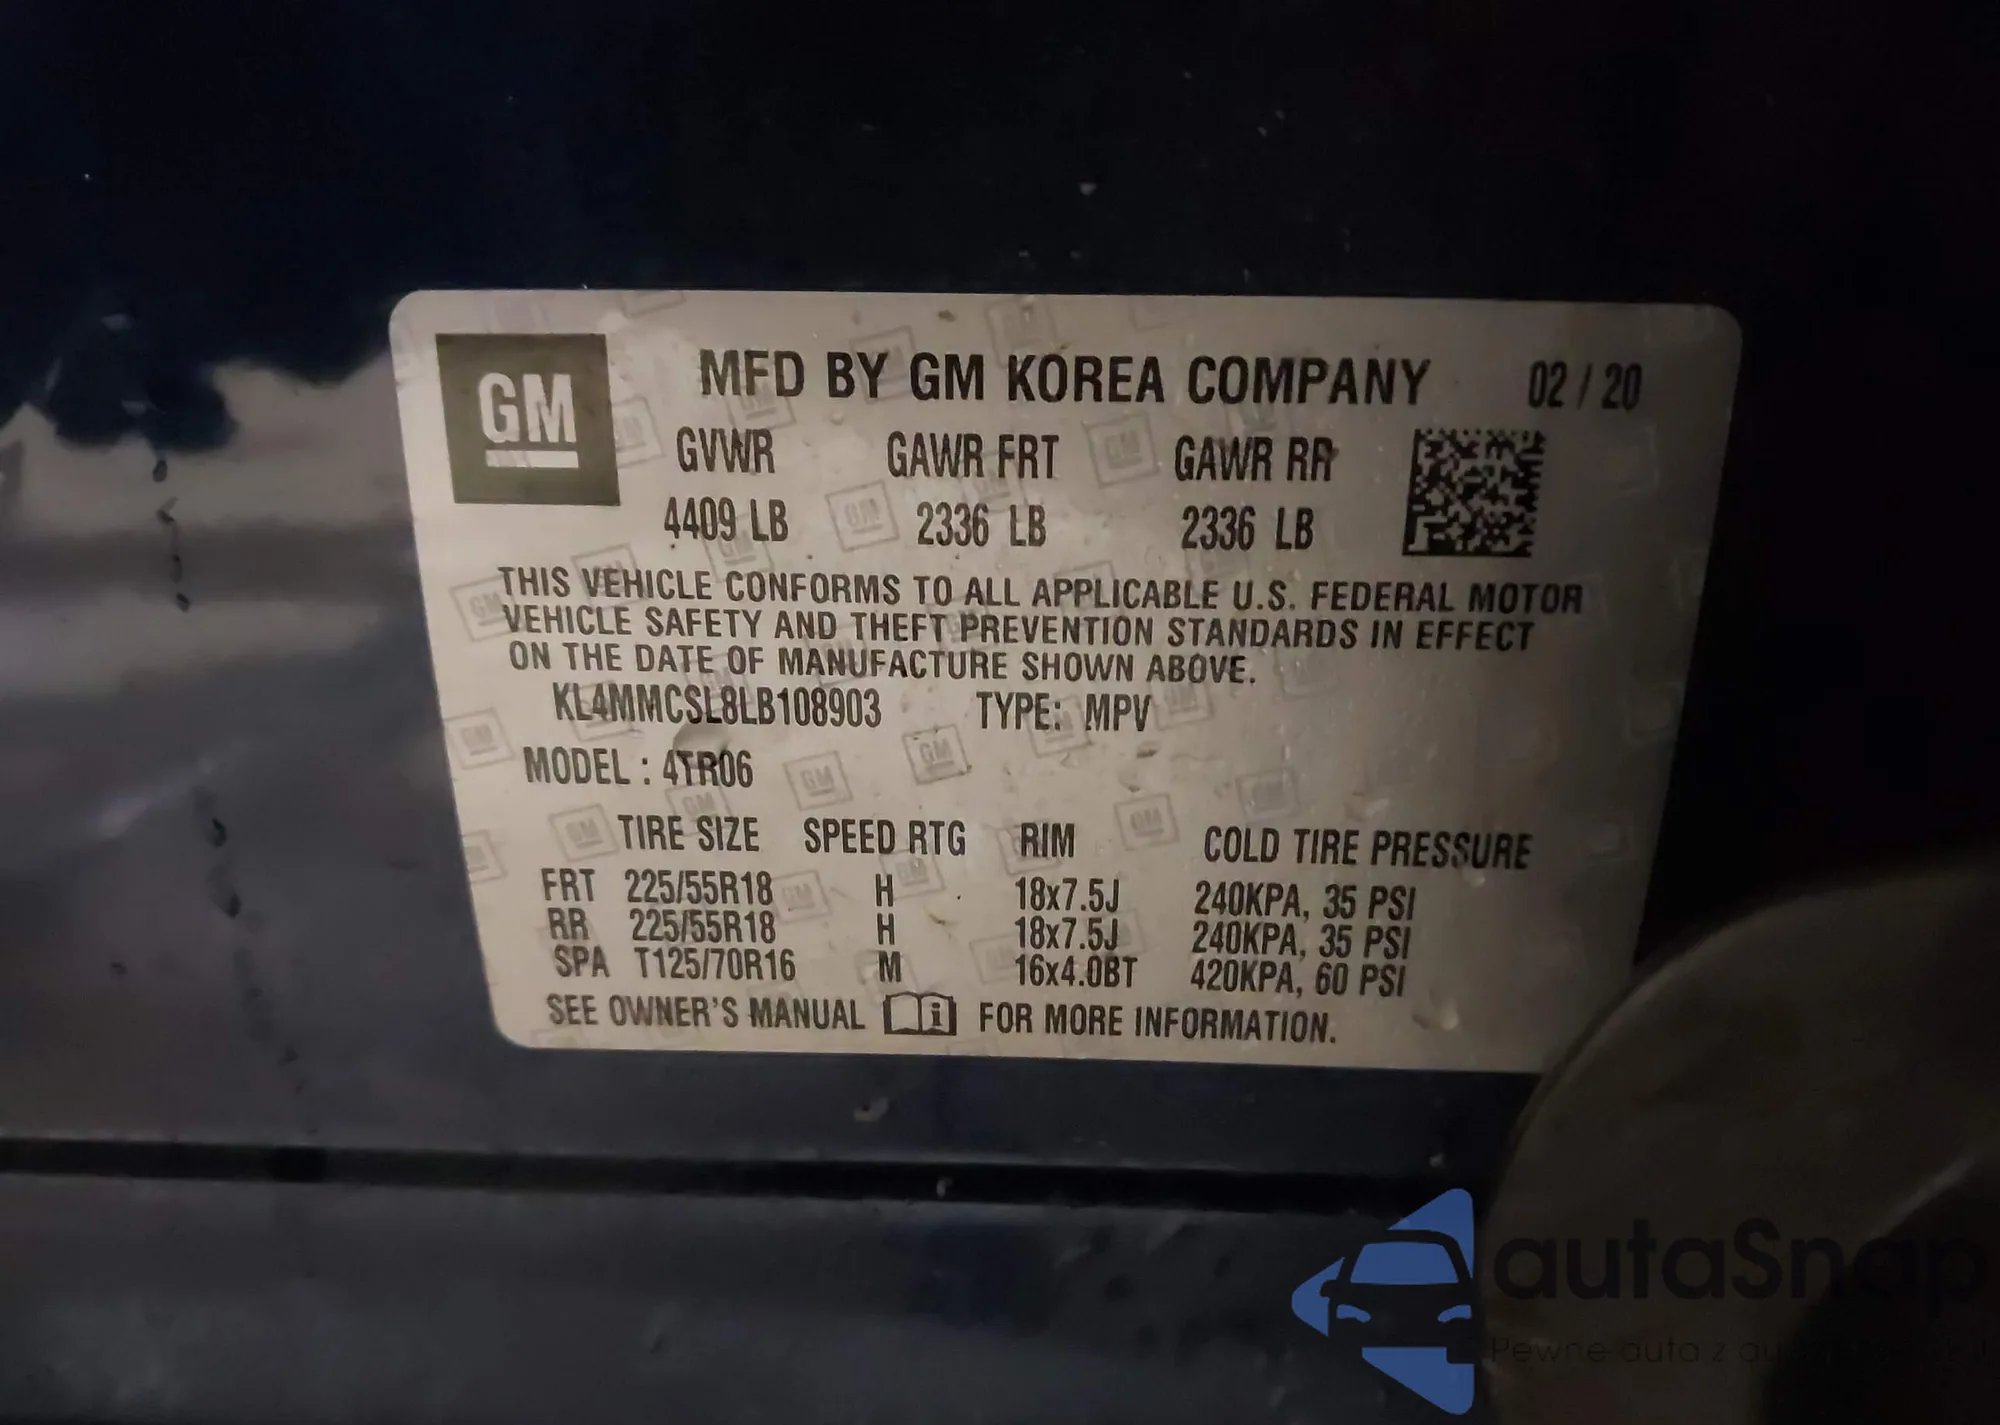 GM
MFD BY GM KOREA COMPANY 02 / 20
GVWR GAWR FRT GAWR RR
4409 LB 2336 LB 2336 LB
THIS VEHICLE CONFORMS TO ALL APPLICABLE U.S. FEDERAL MOTOR
VEHICLE SAFETY AND THEFT PREVENTION STANDARDS IN EFFECT
ON THE DATE OF MANUFACTURE SHOWN ABOVE.
KL4MMCSL8LB108903 TYPE: MPV
MODEL : 4TR06
TIRE SIZE SPEED RTG RIM COLD TIRE PRESSURE
FRT 225/55R18 H 18x7.5J 240KPA, 35 PSI
RR 225/55R18 H 18x7.5J 240KPA, 35 PSI
SPA T125/70R16 M 16x4.0BT 420KPA, 60 PSI
SEE OWNER'S MANUAL i FOR MORE INFORMATION.
autaSnap
Pewne auta z